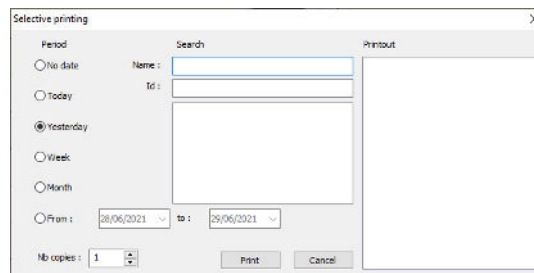 Selective printing
Period Search Printout
No date Name :
Id :
Today
Yesterday
Week
Month
From : 28/06/2021 to : 29/06/2021
Nb copies : 1 Print Cancel